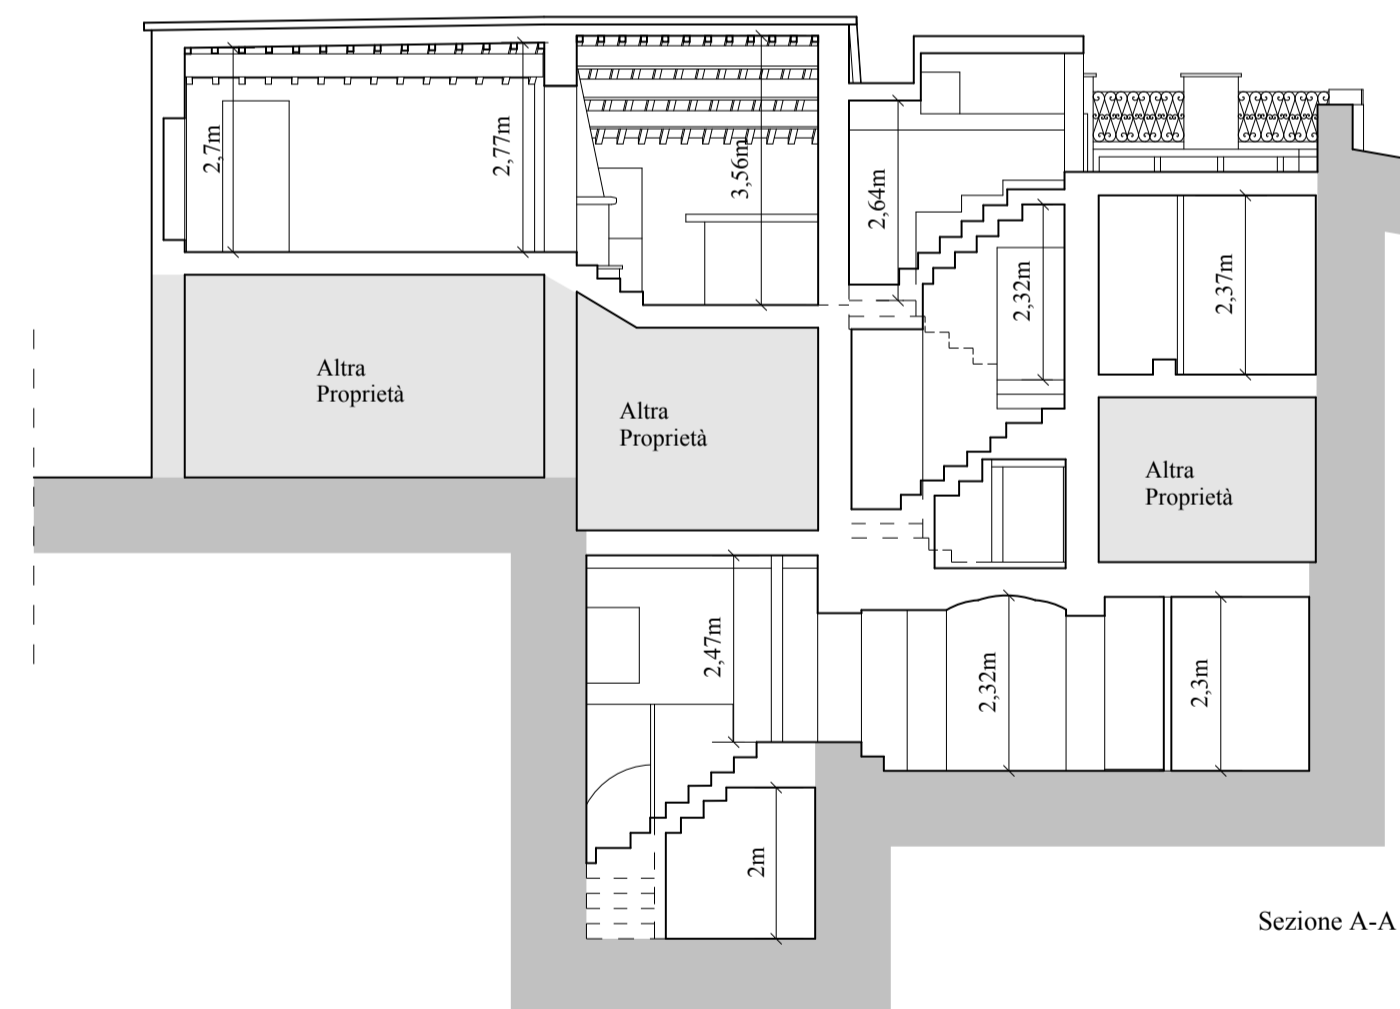 2,7m
2,77m
3,56m
2,64m
2,32m
2,37m
Altra
Proprietà
Altra
Proprietà
Altra
Proprietà
2,47m
2,32m
2,3m
2m
Sezione A-A